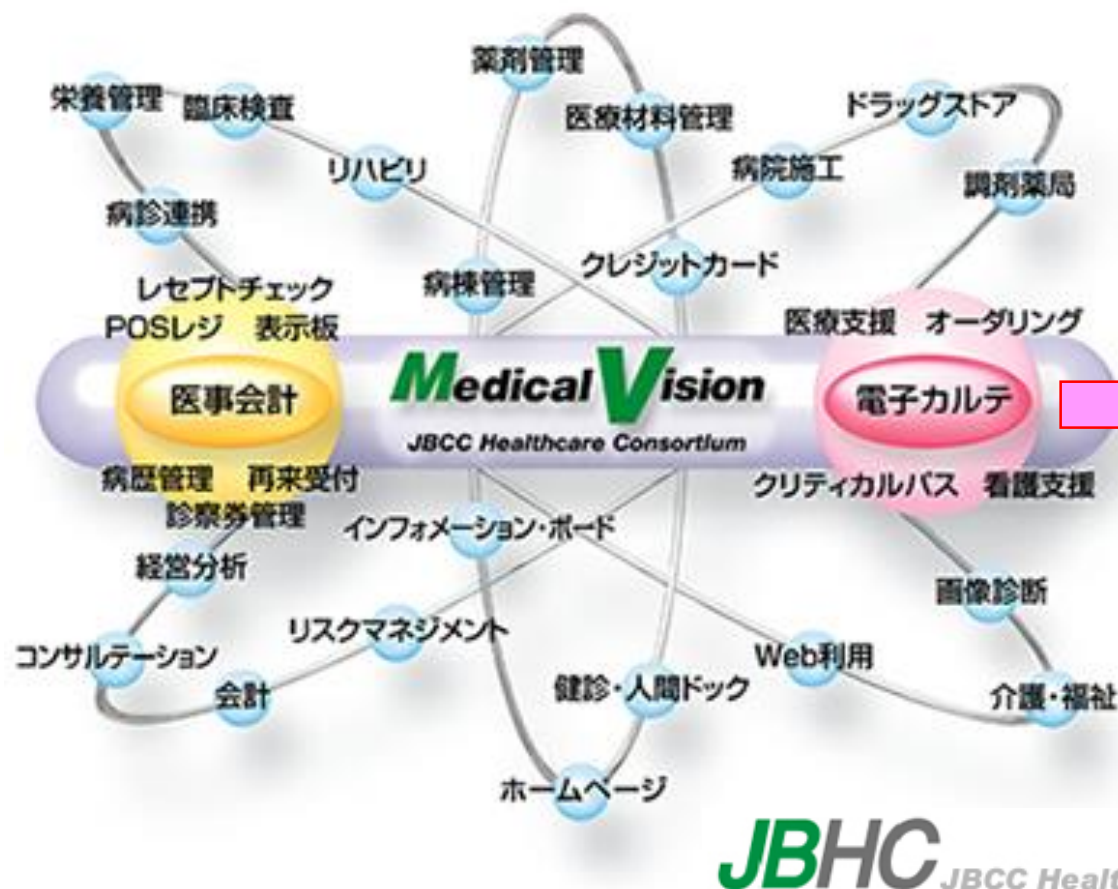 薬剤管理
栄養管理 臨床検査
医療材料管理
ドラッグストア
リハビリ
病院施工
調剤薬局
病診連携
病棟管理
クレジットカード
レセプトチェック
POSレジ 表示板
医療支援 オーダリング
医事会計
Medical Vision
JBCC Healthcare Consortium
電子カルテ
病歴管理 再来受付
診察券管理
クリティカルパス 看護支援
インフォメーション・ボード
経営分析
画像診断
リスクマネジメント
コンサルテーション
Web利用
会計
健診・人間ドック
介護・福祉
ホームページ
JBHC JBCC Healt